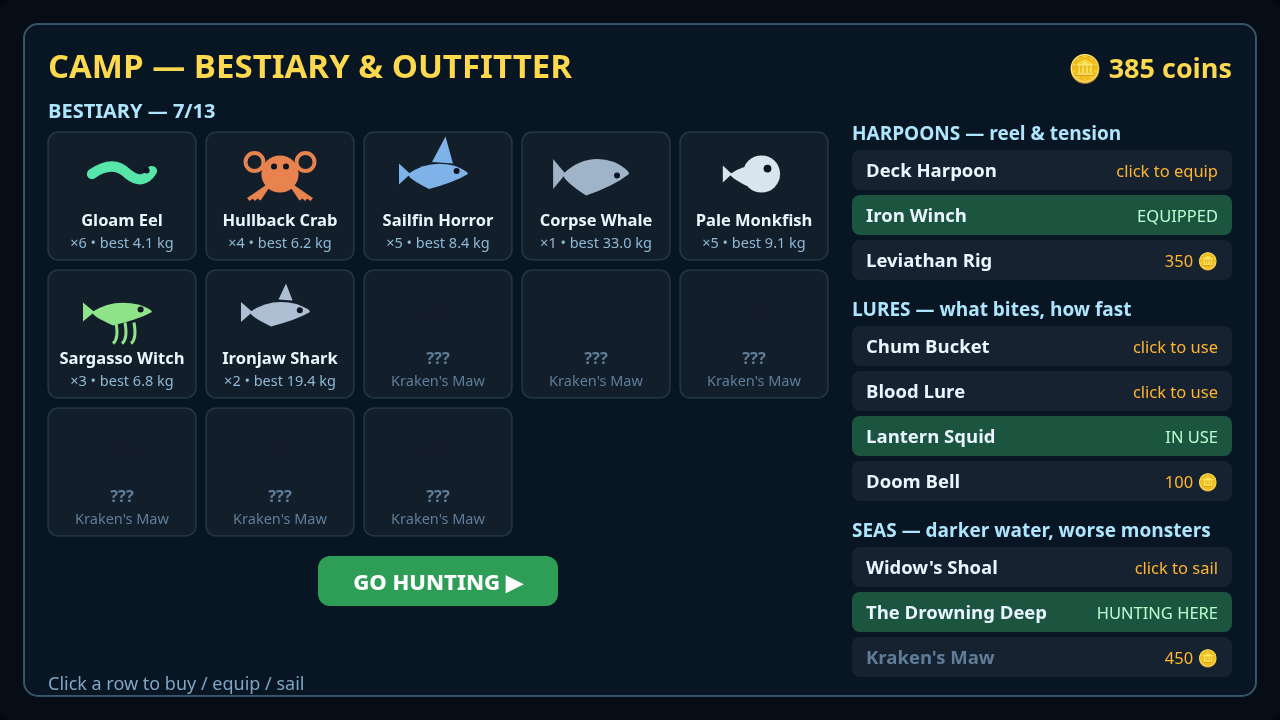 CAMP — BESTIARY & OUTFITTER
🪙 385 coins
BESTIARY — 7/13
Gloam Eel
×6 • best 4.1 kg
Hullback Crab
×4 • best 6.2 kg
Sailfin Horror
×5 • best 8.4 kg
Corpse Whale
×1 • best 33.0 kg
Pale Monkfish
×5 • best 9.1 kg
Sargasso Witch
×3 • best 6.8 kg
Ironjaw Shark
×2 • best 19.4 kg
???
Kraken's Maw
???
Kraken's Maw
???
Kraken's Maw
???
Kraken's Maw
???
Kraken's Maw
???
Kraken's Maw
GO HUNTING ▶
Click a row to buy / equip / sail
HARPOONS — reel & tension
Deck Harpoon click to equip
Iron Winch EQUIPPED
Leviathan Rig 350 🪙
LURES — what bites, how fast
Chum Bucket click to use
Blood Lure click to use
Lantern Squid IN USE
Doom Bell 100 🪙
SEAS — darker water, worse monsters
Widow's Shoal click to sail
The Drowning Deep HUNTING HERE
Kraken's Maw 450 🪙